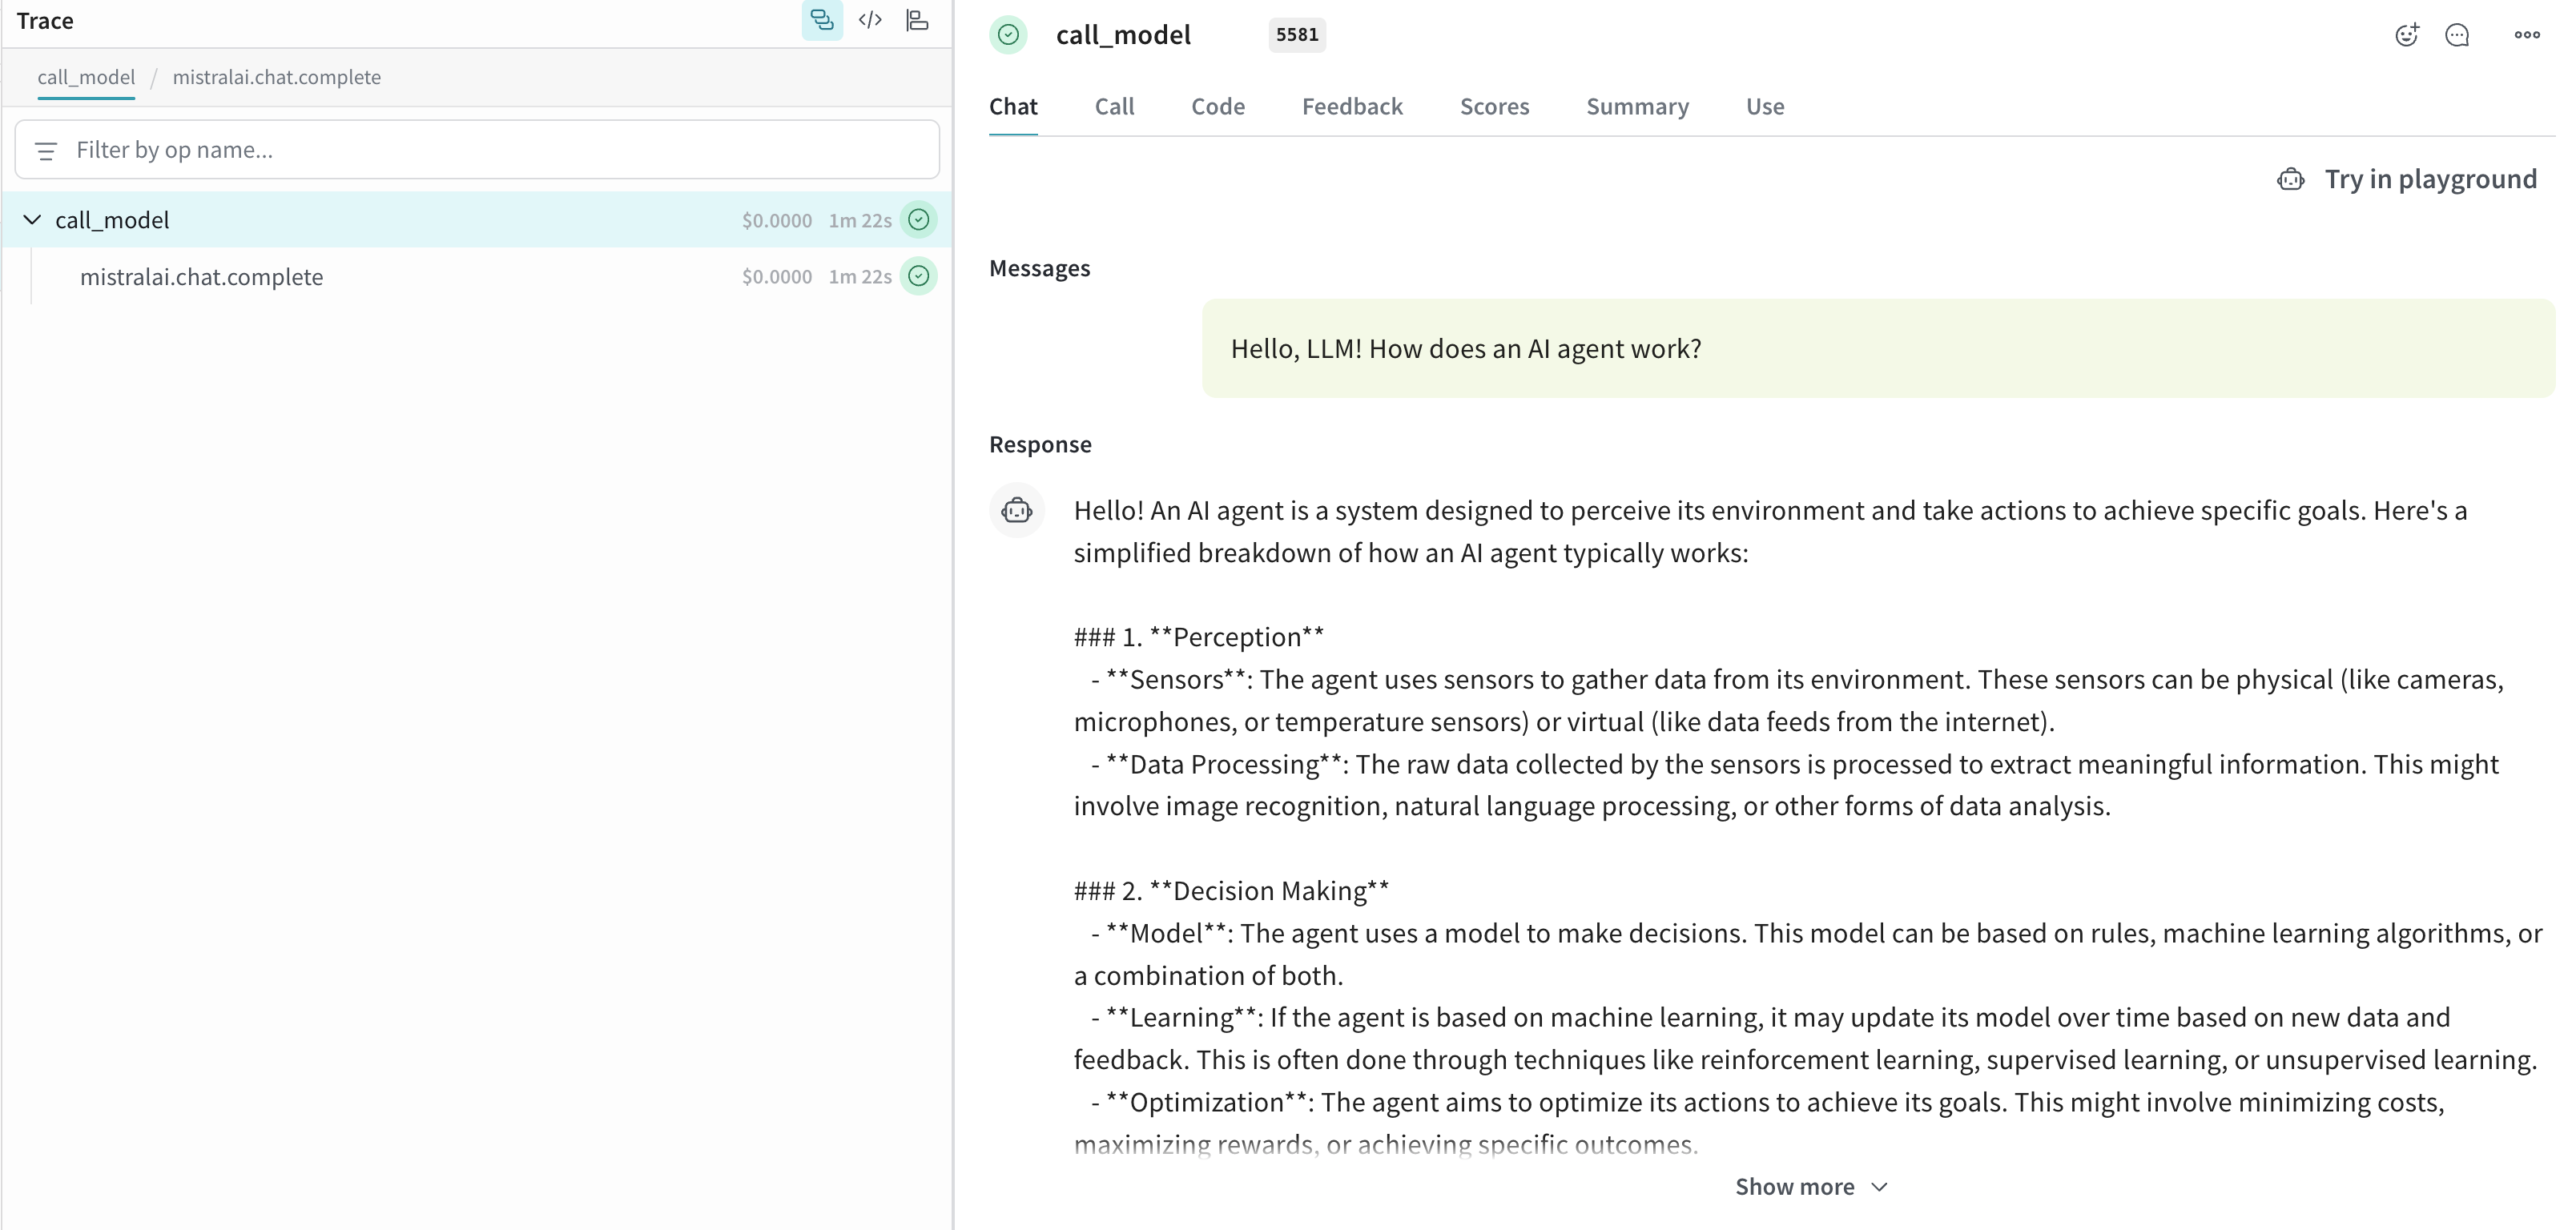 Trace
call_model / mistralai.chat.complete
Filter by op name...
call_model $0.0000 1m 22s
mistralai.chat.complete $0.0000 1m 22s
call_model 5581
Chat Call Code Feedback Scores Summary Use
Try in playground
Messages
Hello, LLM! How does an AI agent work?
Response
Hello! An AI agent is a system designed to perceive its environment and take actions to achieve specific goals. Here's a
simplified breakdown of how an AI agent typically works:
### 1. **Perception**
- **Sensors**: The agent uses sensors to gather data from its environment. These sensors can be physical (like cameras,
microphones, or temperature sensors) or virtual (like data feeds from the internet).
- **Data Processing**: The raw data collected by the sensors is processed to extract meaningful information. This might
involve image recognition, natural language processing, or other forms of data analysis.
### 2. **Decision Making**
- **Model**: The agent uses a model to make decisions. This model can be based on rules, machine learning algorithms, or
a combination of both.
- **Learning**: If the agent is based on machine learning, it may update its model over time based on new data and
feedback. This is often done through techniques like reinforcement learning, supervised learning, or unsupervised learning.
- **Optimization**: The agent aims to optimize its actions to achieve its goals. This might involve minimizing costs,
maximizing rewards, or achieving specific outcomes.
Show more